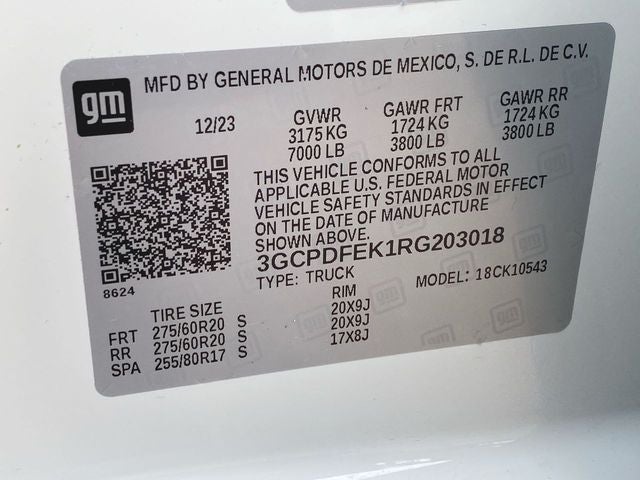 MFD BY GENERAL MOTORS DE MEXICO, S. DE R.L. DE C.V.
gm
12/23
GVWR GAWR FRT GAWR RR
3175 KG 1724 KG 1724 KG
7000 LB 3800 LB 3800 LB
THIS VEHICLE CONFORMS TO ALL
APPLICABLE U.S. FEDERAL MOTOR
VEHICLE SAFETY STANDARDS IN EFFECT
ON THE DATE OF MANUFACTURE
SHOWN ABOVE.
3GCPDFEK1RG203018
8624
TYPE: TRUCK MODEL: 18CK10543
TIRE SIZE RIM
FRT 275/60R20 S 20X9J
RR 275/60R20 S 20X9J
SPA 255/80R17 S 17X8J